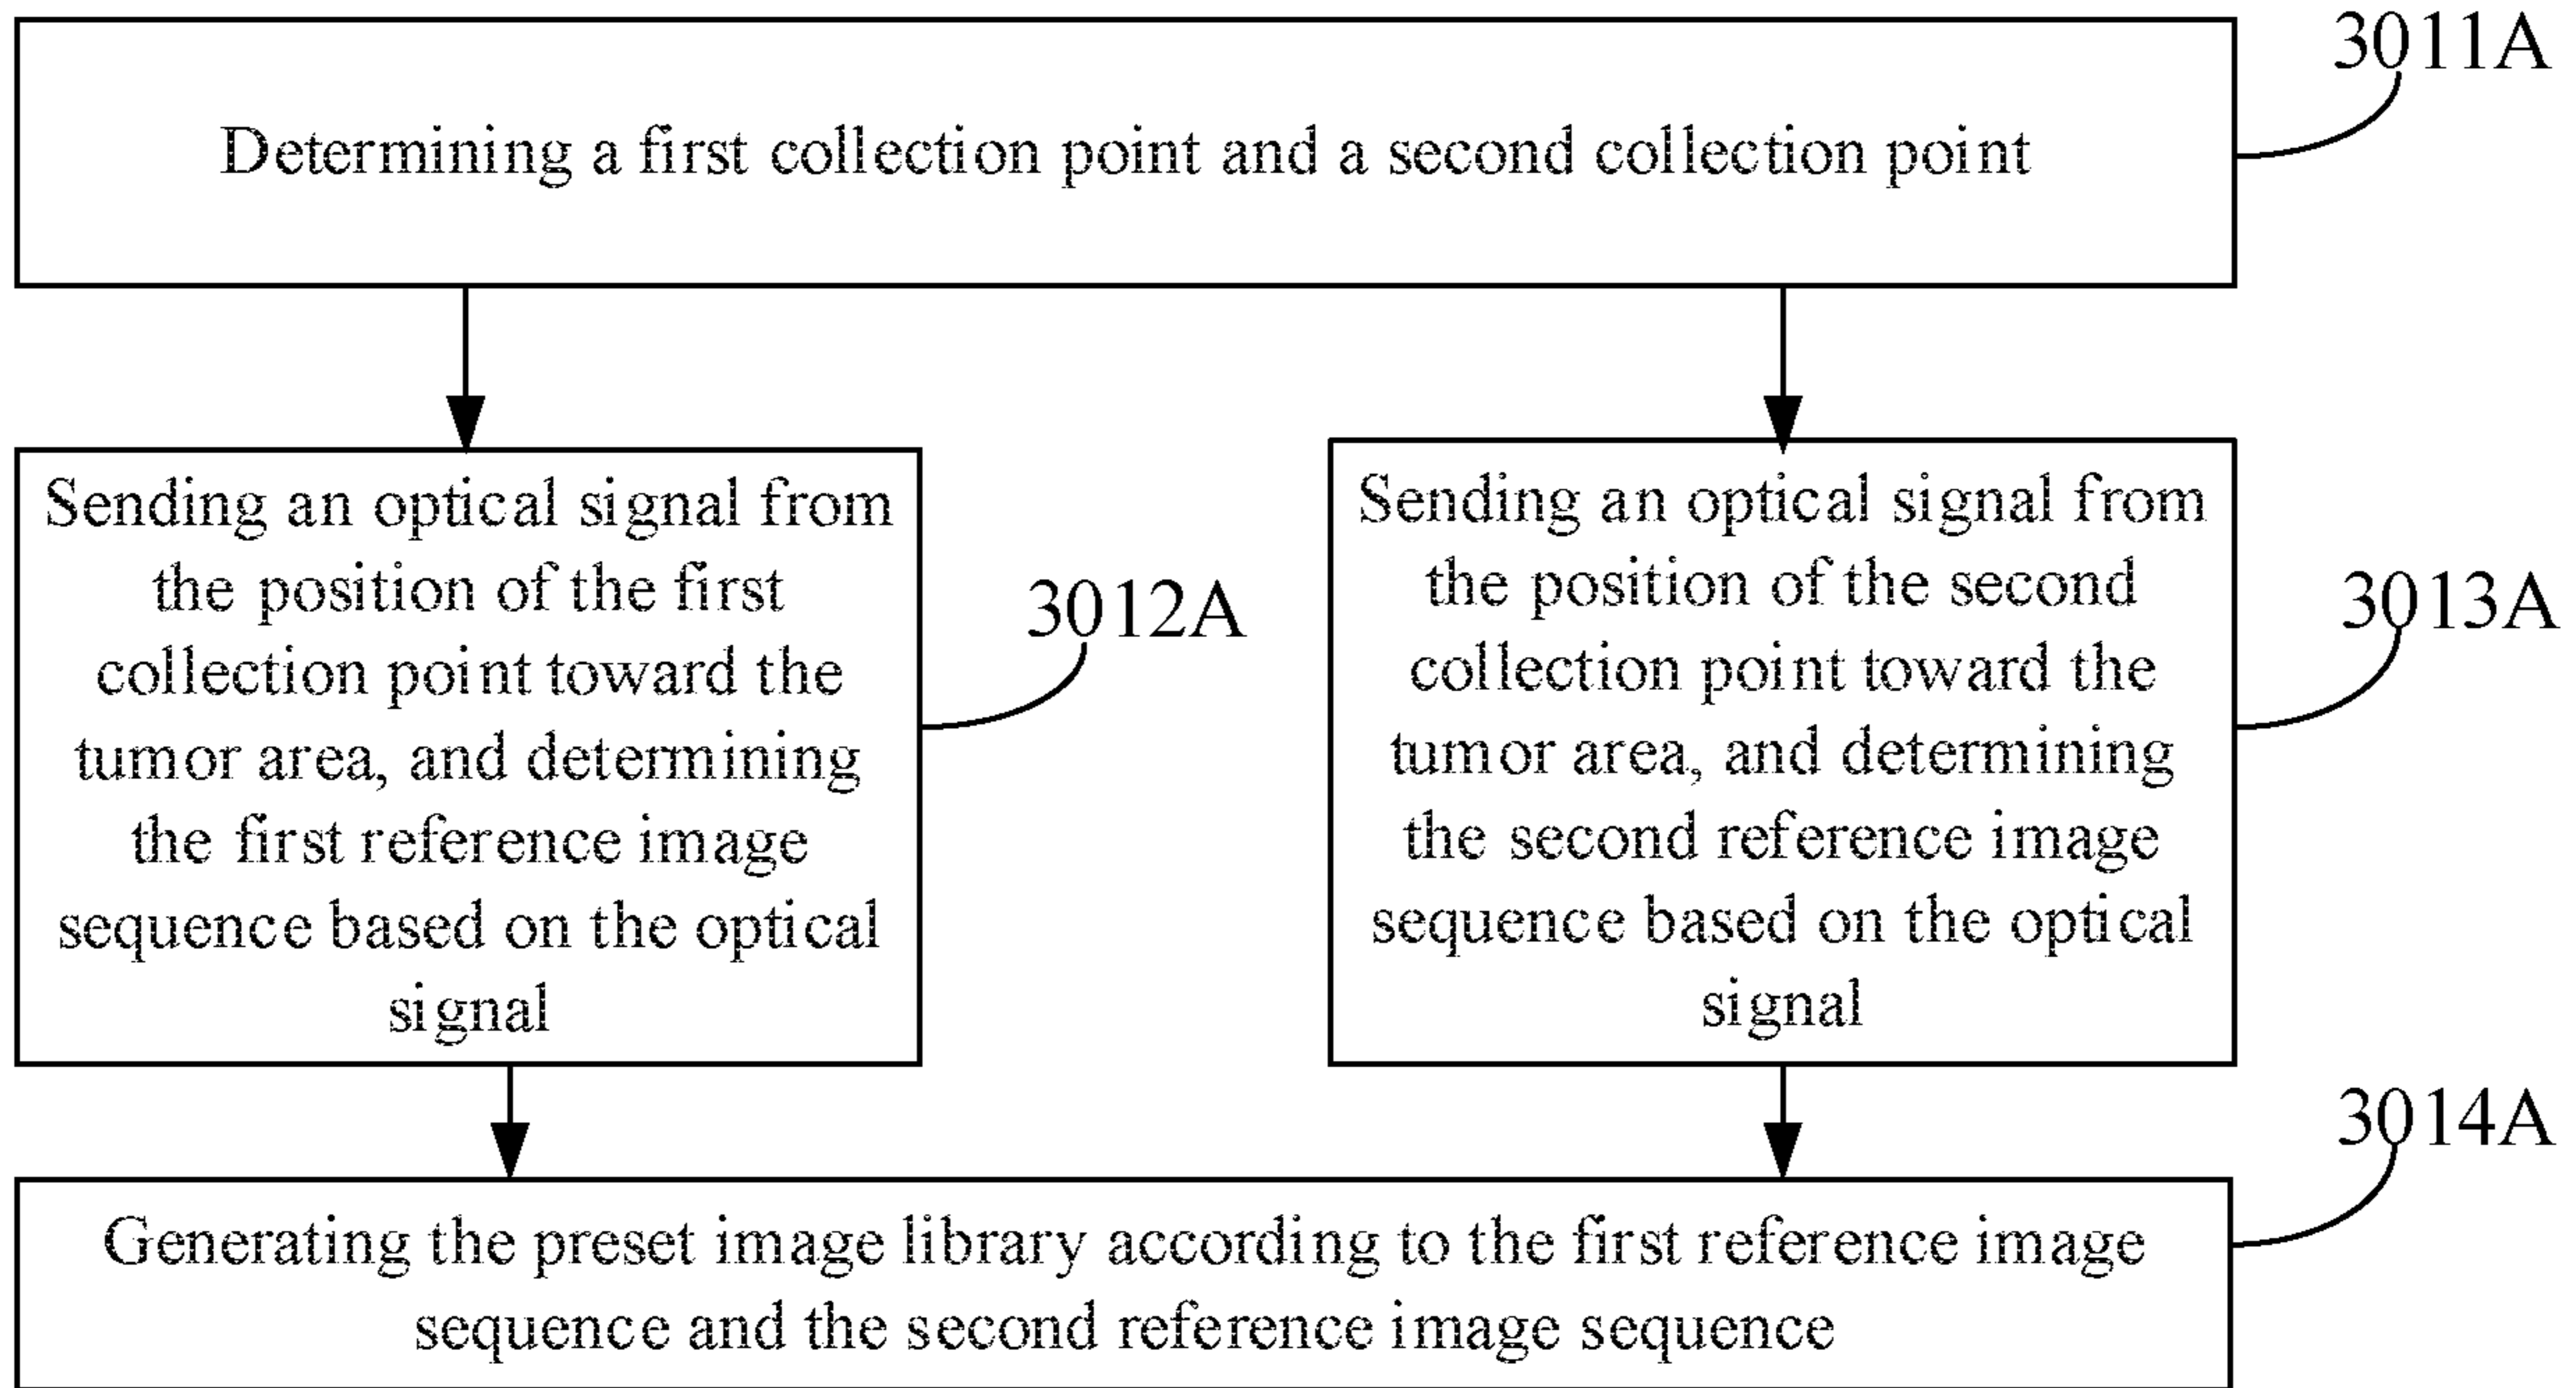 3011A
Determining a first collection point and a second collection point
Sending an optical signal from
the position of the first
collection point toward the
tumor area, and determining
the first reference image
sequence based on the optical
signal
3012A
Sending an optical signal from
the position of the second
collection point toward the
tumor area, and determining
the second reference image
sequence based on the optical
signal
3013A
3014A
Generating the preset image library according to the first reference image
sequence and the second reference image sequence